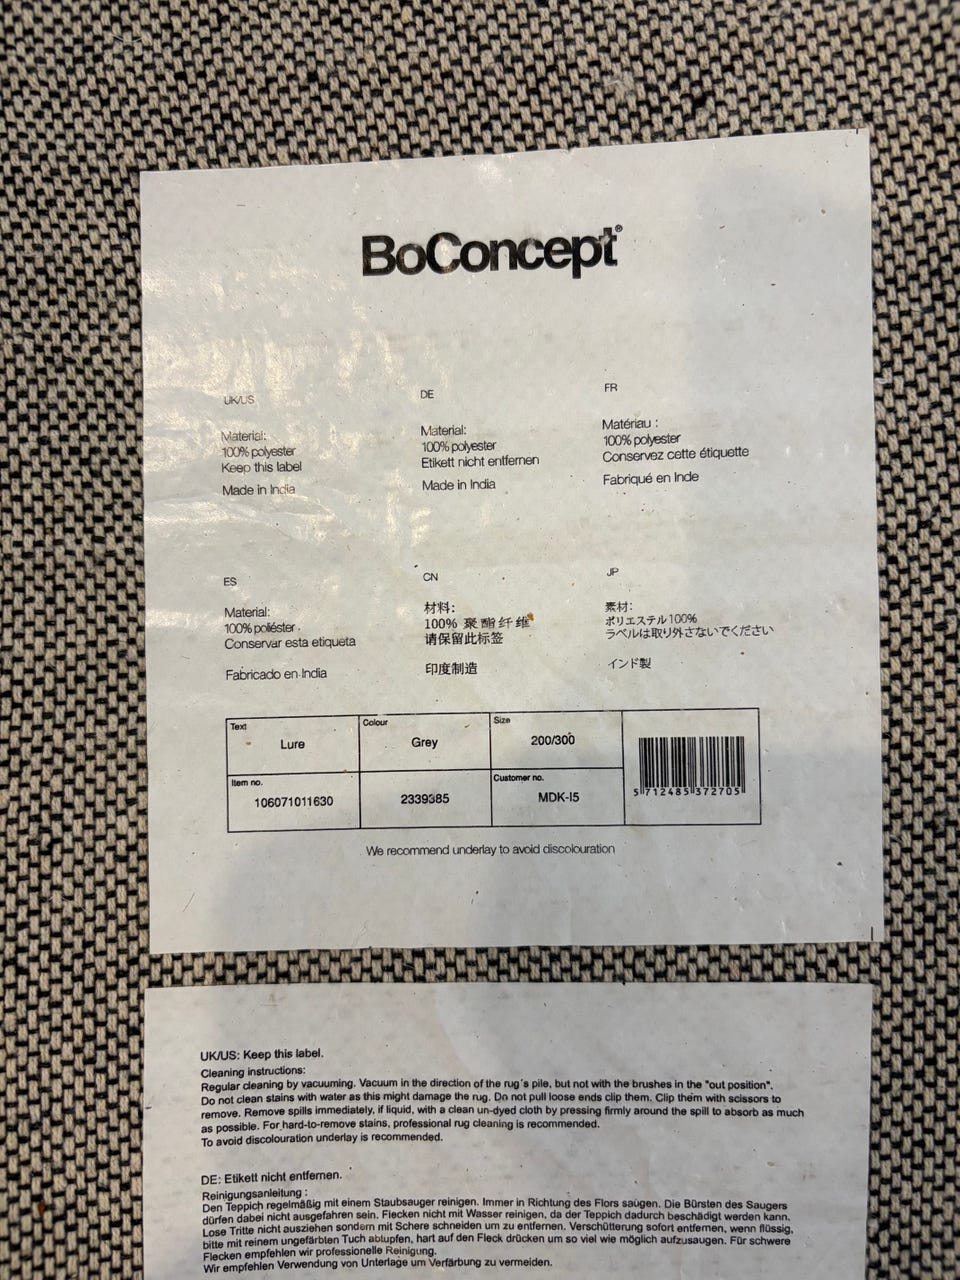 BoConcept®
UK/US
Material:
100% polyester
Keep this label
Made in India
DE
Material:
100% polyester
Etikett nicht entfernen
Made in India
FR
Matériau :
100% polyester
Conservez cette étiquette
Fabriqué en Inde
ES
Material:
100% poliéster
Conservar esta etiqueta
Fabricado en India
CN
材料:
100% 聚酯纤维
请保留此标签
印度制造
JP
素材:
ポリエステル100%
ラベルは取り外さないでください
インド製
Text
Lure
Colour
Grey
Size
200/300
Item no.
106071011630
2339385
Customer no.
MDK-I5
5 712485 372705
We recommend underlay to avoid discolouration
UK/US: Keep this label.
Cleaning instructions:
Regular cleaning by vacuuming. Vacuum in the direction of the rug's pile, but not with the brushes in the "out position".
Do not clean stains with water as this might damage the rug. Do not pull loose ends clip them. Clip them with scissors to
remove. Remove spills immediately, if liquid, with a clean un-dyed cloth by pressing firmly around the spill to absorb as much
as possible. For hard-to-remove stains, professional rug cleaning is recommended.
To avoid discolouration underlay is recommended.
DE: Etikett nicht entfernen.
Reinigungsanleitung :
Den Teppich regelmäßig mit einem Staubsauger reinigen. Immer in Richtung des Flors saugen. Die Bürsten des Saugers
dürfen dabei nicht ausgefahren sein. Flecken nicht mit Wasser reinigen, da der Teppich dadurch beschädigt werden kann.
Lose Tritte nicht ausziehen sondern mit Schere schneiden um zu entfernen. Verschütterung sofort entfernen, wenn flüssig,
bitte mit reinem ungefärbten Tuch abtupfen, hart auf den Fleck drücken um so viel wie möglich aufzusaugen. Für schwere
Flecken empfehlen wir professionelle Reinigung.
Wir empfehlen Verwendung von Unterlage um Verfärbung zu vermeiden.